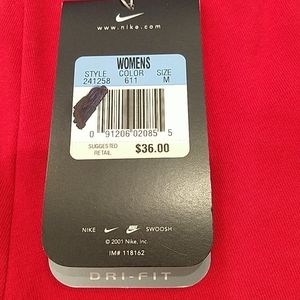 NIKE
www.nike.com
WOMENS
STYLE COLOR SIZE
241258 611 M
0 91206 02085 5
SUGGESTED RETAIL $36.00
NIKE SWOOSH
© 2001 Nike, Inc.
IM# 118162
DRI-FIT